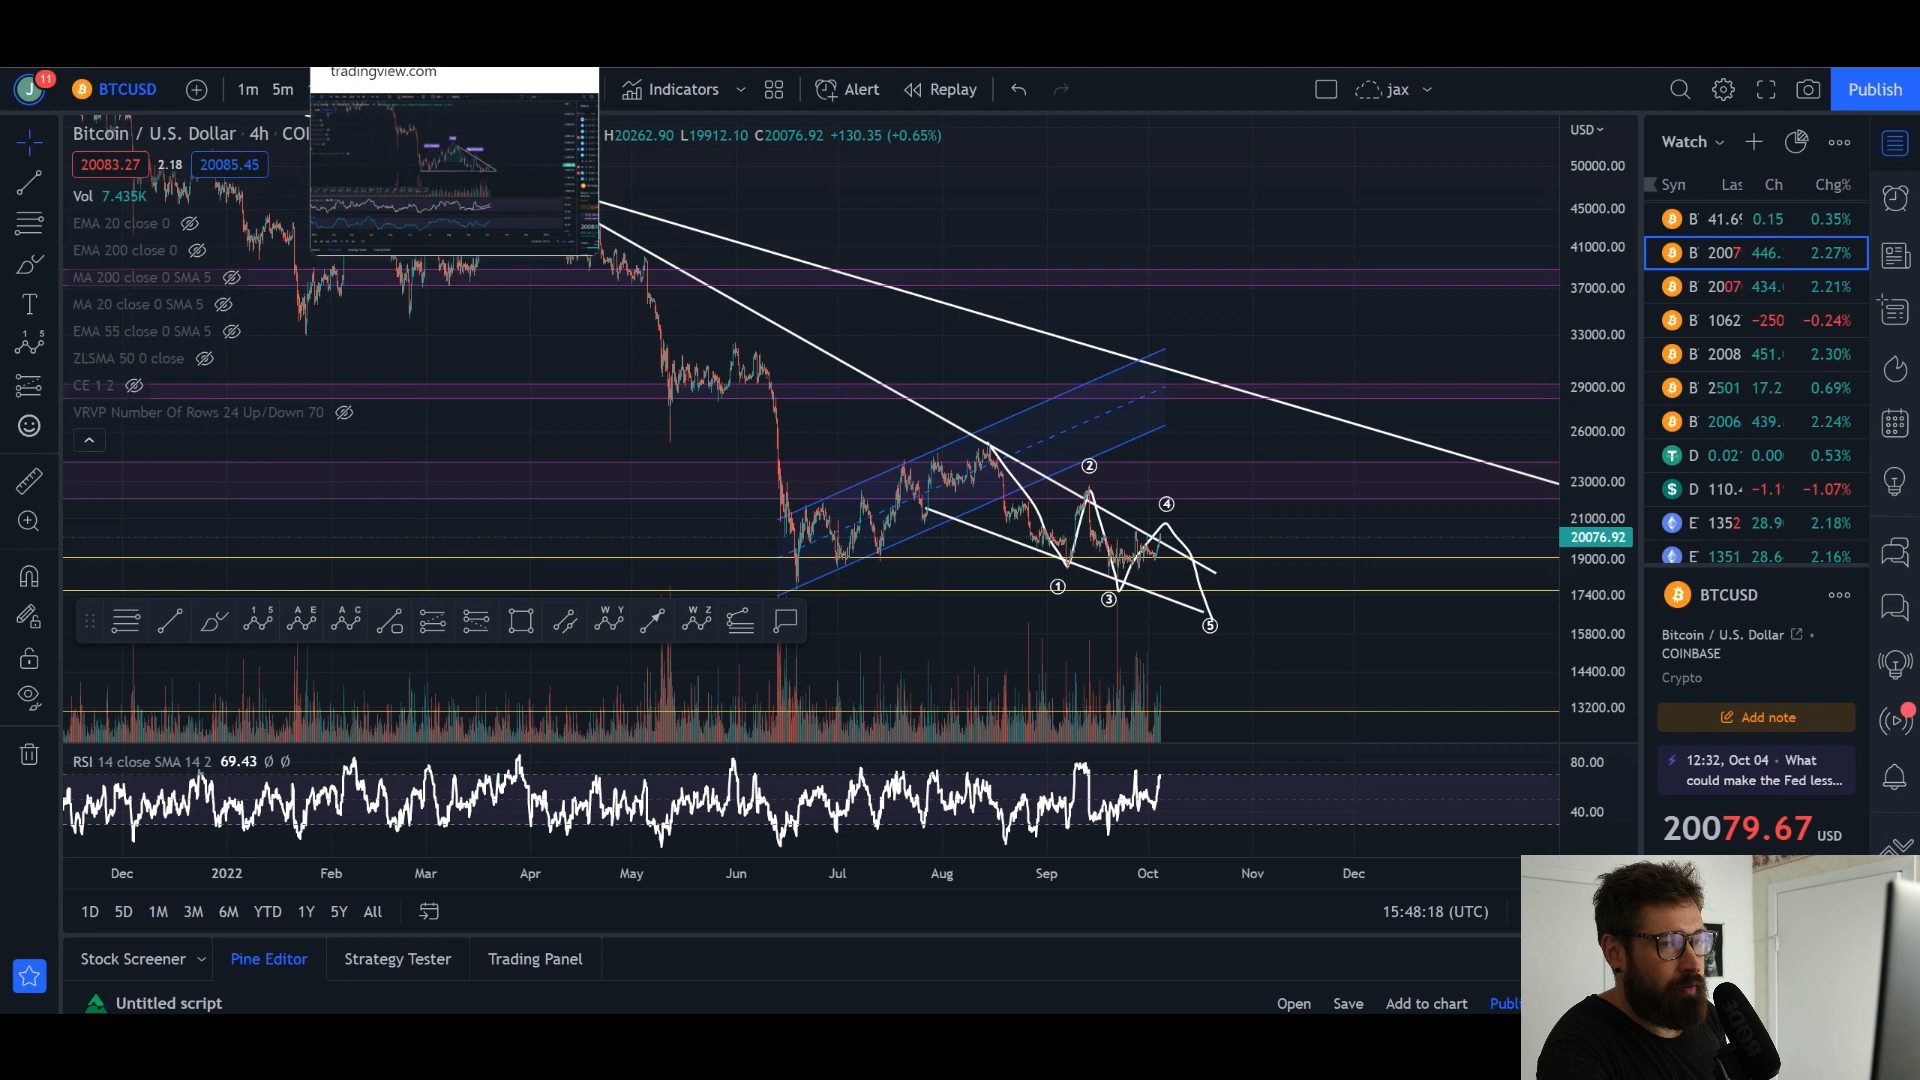 tradingview.com
J 11 BTCUSD 1m 5m Indicators Alert Replay jax Publish
Bitcoin / U.S. Dollar · 4h · COI H20262.90 L19912.10 C20076.92 +130.35 (+0.65%)
20083.27 2.18 20085.45
Vol 7.435K
EMA 20 close 0
EMA 200 close 0
MA 200 close 0 SMA 5
MA 20 close 0 SMA 5
EMA 55 close 0 SMA 5
ZLSMA 50 0 close
CE 1 2
VRVP Number Of Rows 24 Up/Down 70
USD
50000.00
45000.00
41000.00
37000.00
33000.00
29000.00
26000.00
23000.00
21000.00
20076.92
19000.00
17400.00
15800.00
14400.00
13200.00
1
2
3
4
5
1 5 A E A C W Y W Z
RSI 14 close SMA 14 2 69.43 Ø Ø
80.00
40.00
Dec 2022 Feb Mar Apr May Jun Jul Aug Sep Oct Nov Dec
1D 5D 1M 3M 6M YTD 1Y 5Y All 15:48:18 (UTC)
Stock Screener Pine Editor Strategy Tester Trading Panel
Untitled script Open Save Add to chart Publ
Watch
Syn Las Ch Chg%
B 41.69 0.15 0.35%
B 2007 446. 2.27%
B 2007 434. 2.21%
B 1062 −250 −0.24%
B 2008 451. 2.30%
B 2501 17.2 0.69%
B 2006 439. 2.24%
D 0.02 0.00 0.53%
D 110. −1.1 −1.07%
E 1352 28.9 2.18%
E 1351 28.6 2.16%
BTCUSD
Bitcoin / U.S. Dollar
COINBASE
Crypto
Add note
12:32, Oct 04 · What
could make the Fed less...
20079.67 USD
RODE